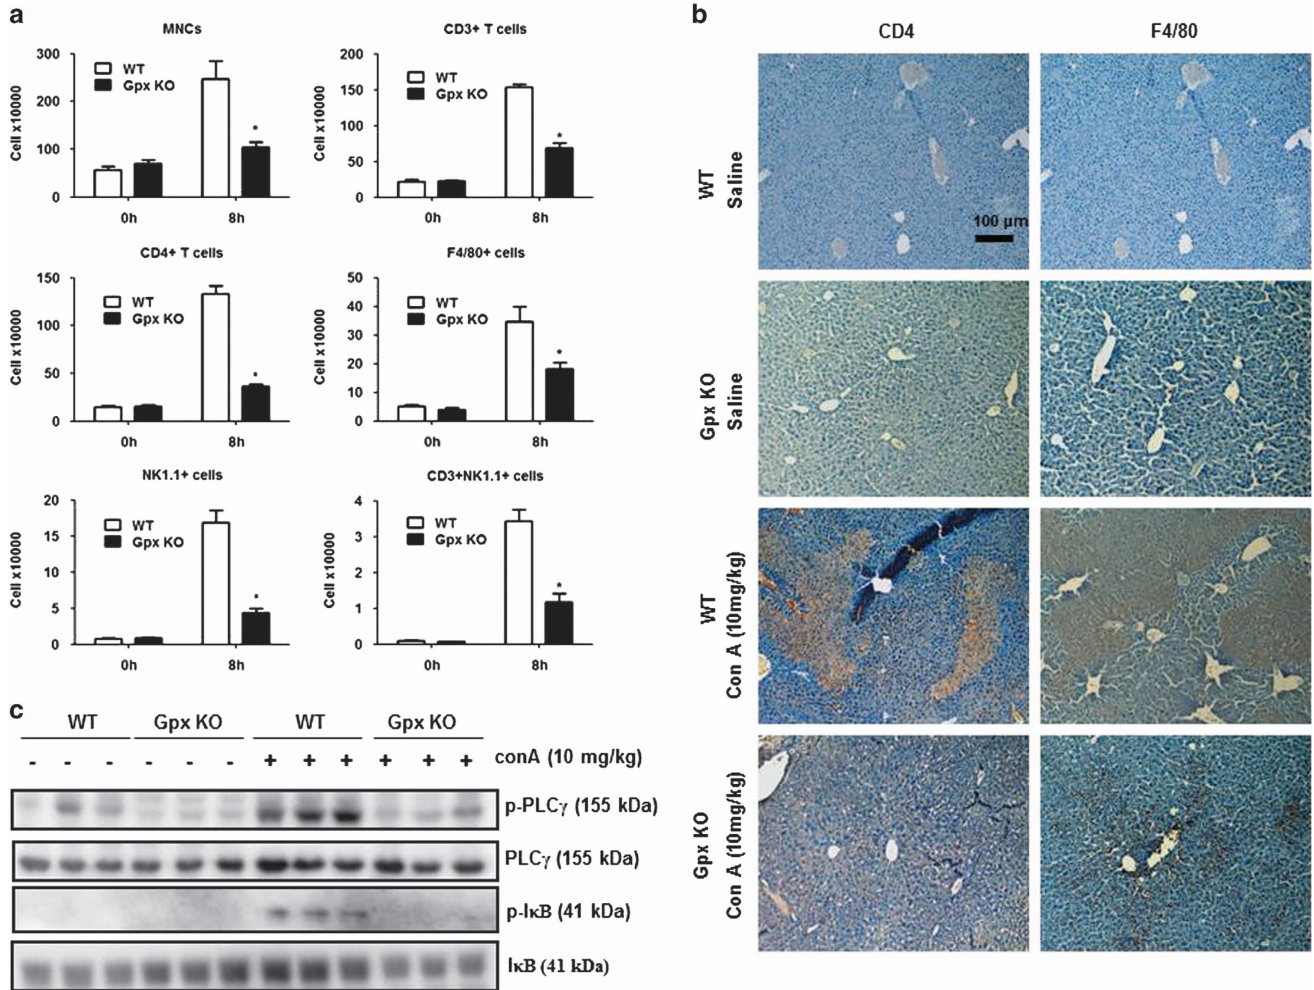 a
MNCs
Cell x10000
300
200
100
0
WT
Gpx KO
*
0h
8h
CD3+ T cells
Cell x10000
200
150
100
50
0
WT
Gpx KO
*
0h
8h
CD4+ T cells
Cell x10000
150
100
50
0
WT
Gpx KO
*
0h
8h
F4/80+ cells
Cell x10000
50
40
30
20
10
0
WT
Gpx KO
*
0h
8h
NK1.1+ cells
Cell x10000
20
15
10
5
0
WT
Gpx KO
*
0h
8h
CD3+NK1.1+ cells
Cell x10000
4
3
2
1
0
WT
Gpx KO
*
0h
8h
b
CD4 F4/80
WT
Saline
100 µm
Gpx KO
Saline
WT
Con A (10mg/kg)
Gpx KO
Con A (10mg/kg)
c
WT Gpx KO WT Gpx KO
- - - - - - + + + + + + conA (10 mg/kg)
p-PLCγ (155 kDa)
PLCγ (155 kDa)
p-IκB (41 kDa)
IκB (41 kDa)